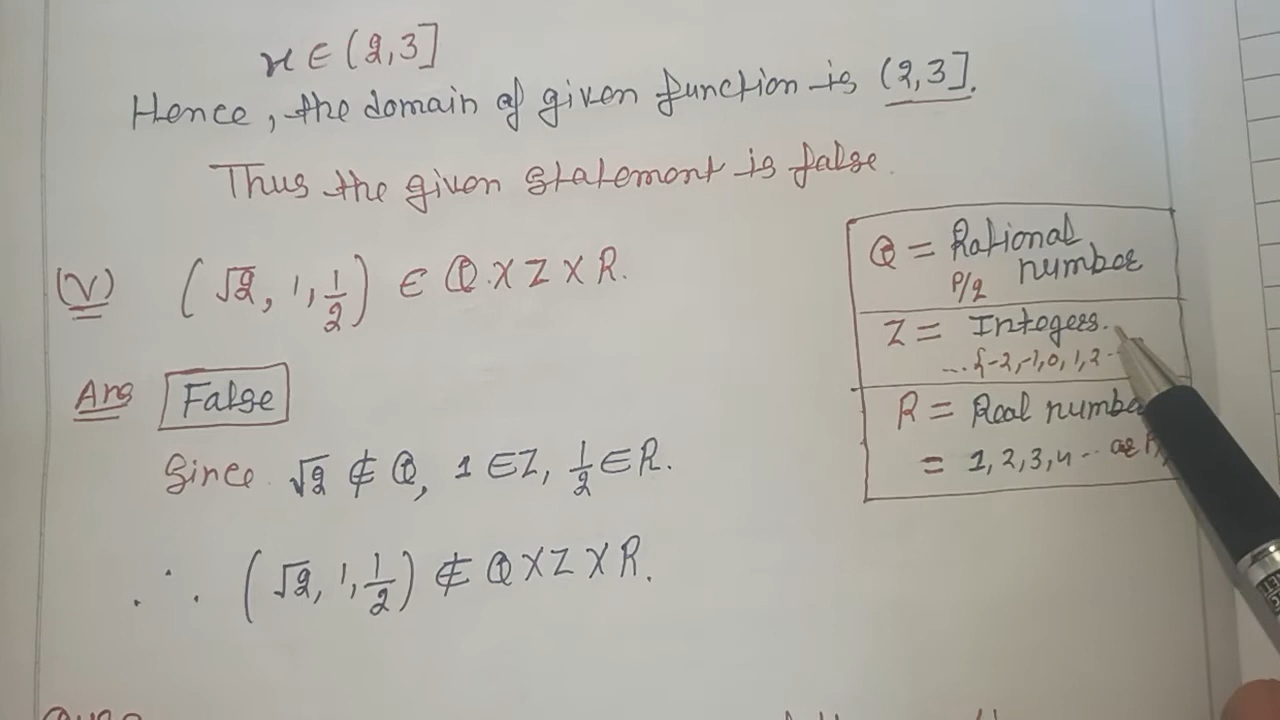 x ∈ (2,3]
Hence, the domain of given function is (2,3].
Thus the given statement is false.
(V) (√2, 1, 1/2) ∈ Q × Z × R.
Ans False
Since √2 ∉ Q, 1 ∈ Z, 1/2 ∈ R.
∴ (√2, 1, 1/2) ∉ Q × Z × R.
Q = Rational number
P/q
Z = Integers.
...{-2,-1,0,1,2--
R = Real
= 1,2,3,4-- as